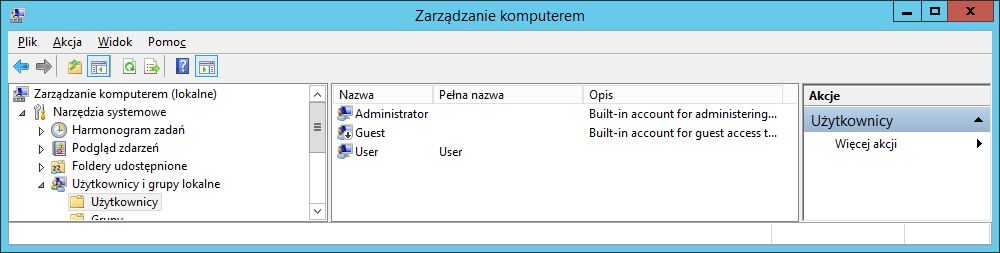 Zarządzanie komputerem
Plik Akcja Widok Pomoc
Zarządzanie komputerem (lokalne)
Narzędzia systemowe
Harmonogram zadań
Podgląd zdarzeń
Foldery udostępnione
Użytkownicy i grupy lokalne
Użytkownicy
Grupy
Nazwa Pełna nazwa Opis
Administrator Built-in account for administering...
Guest Built-in account for guest access t...
User User
Akcje
Użytkownicy
Więcej akcji